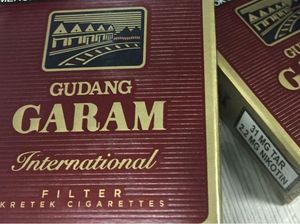 GUDANG
GARAM
International
FILTER
KRETEK CIGARETTES
31 MG TAR
2.2 MG NIKOTIN